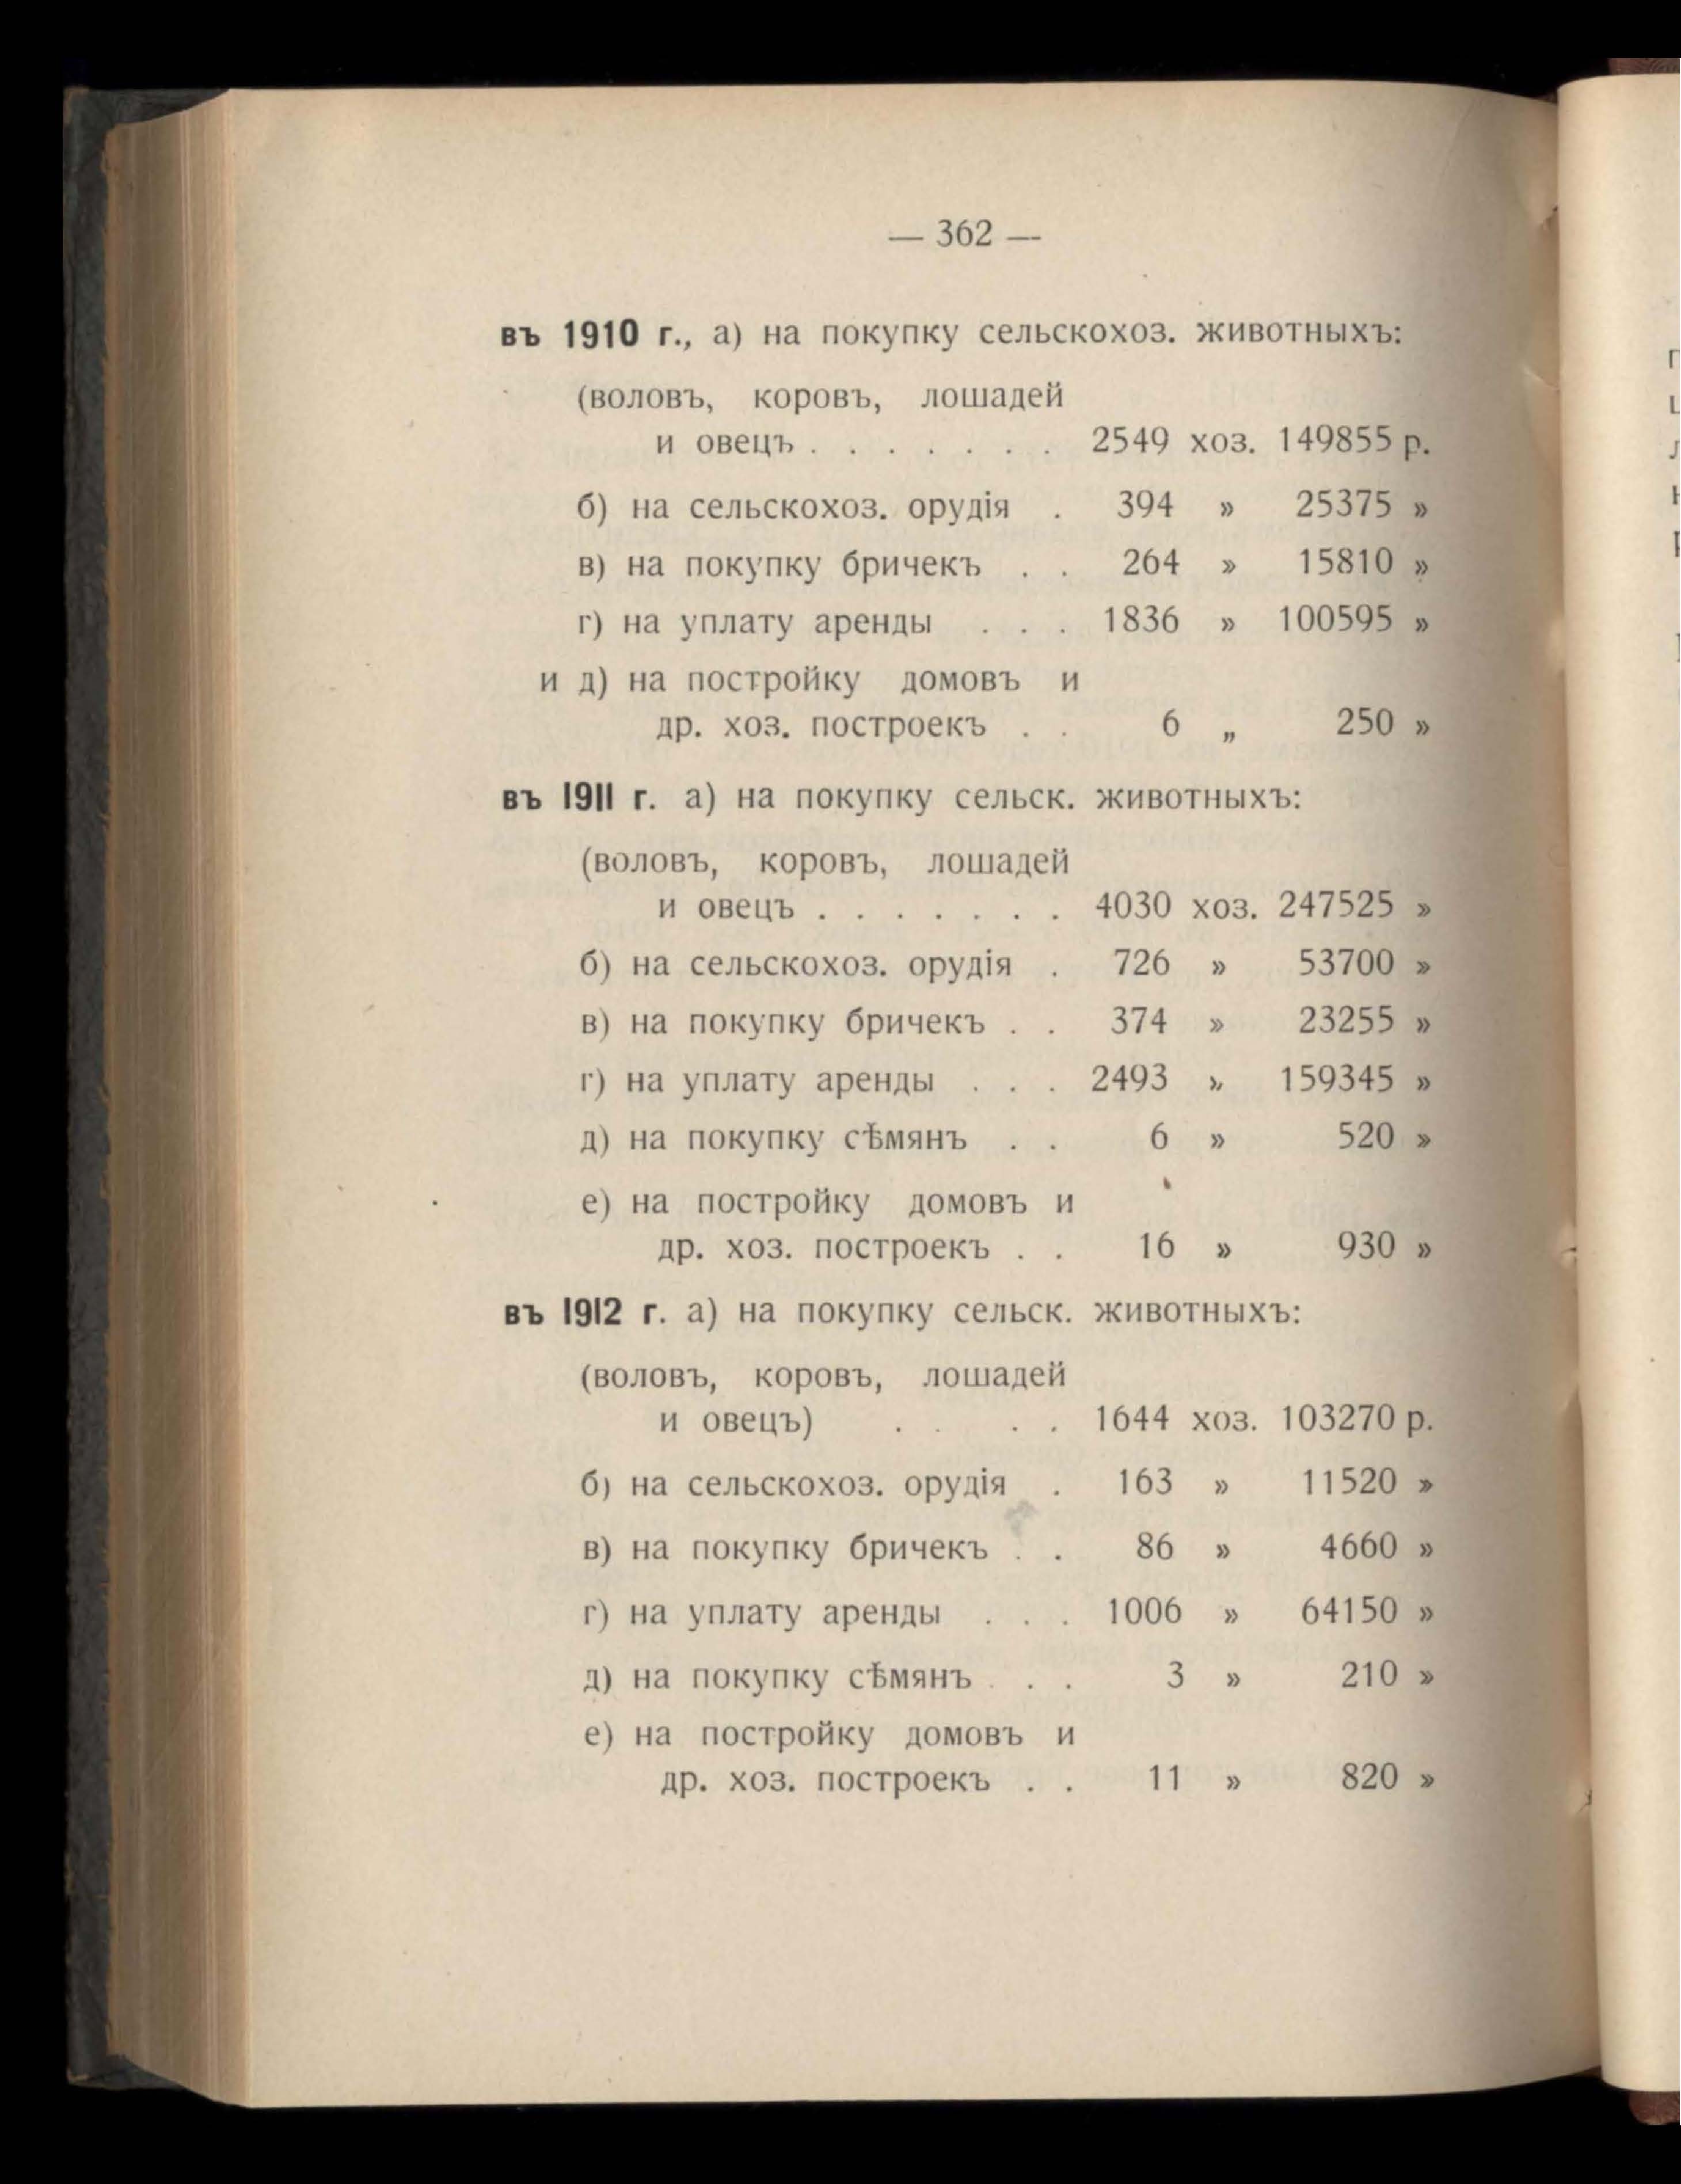 — 362 —
въ 1910 г., а) на покупку сельскохоз. животныхъ:
(воловъ, коровъ, лошадей
и овецъ . . . . . . . 2549 хоз. 149855 р.
б) на сельскохоз. орудія . 394 » 25375 »
в) на покупку бричекъ . . 264 » 15810 »
г) на уплату аренды . . . 1836 » 100595 »
и д) на постройку домовъ и
др. хоз. построекъ . . 6 „ 250 »
въ 1911 г. а) на покупку сельск. животныхъ:
(воловъ, коровъ, лошадей
и овецъ . . . . . . . 4030 хоз. 247525 »
б) на сельскохоз. орудія . 726 » 53700 »
в) на покупку бричекъ . . 374 » 23255 »
г) на уплату аренды . . . 2493 » 159345 »
д) на покупку сѣмянъ . . 6 » 520 »
е) на постройку домовъ и
др. хоз. построекъ . . 16 » 930 »
въ 1912 г. а) на покупку сельск. животныхъ:
(воловъ, коровъ, лошадей
и овецъ) . . . . 1644 хоз. 103270 р.
б) на сельскохоз. орудія . 163 » 11520 »
в) на покупку бричекъ . . 86 » 4660 »
г) на уплату аренды . . . 1006 » 64150 »
д) на покупку сѣмянъ . . . 3 » 210 »
е) на постройку домовъ и
др. хоз. построекъ . . 11 » 820 »